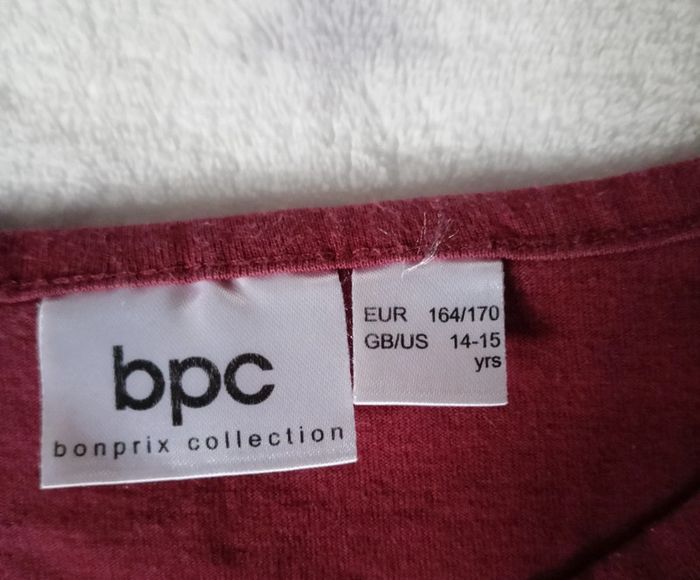 bpc
bonprix collection
EUR 164/170
GB/US 14-15
yrs